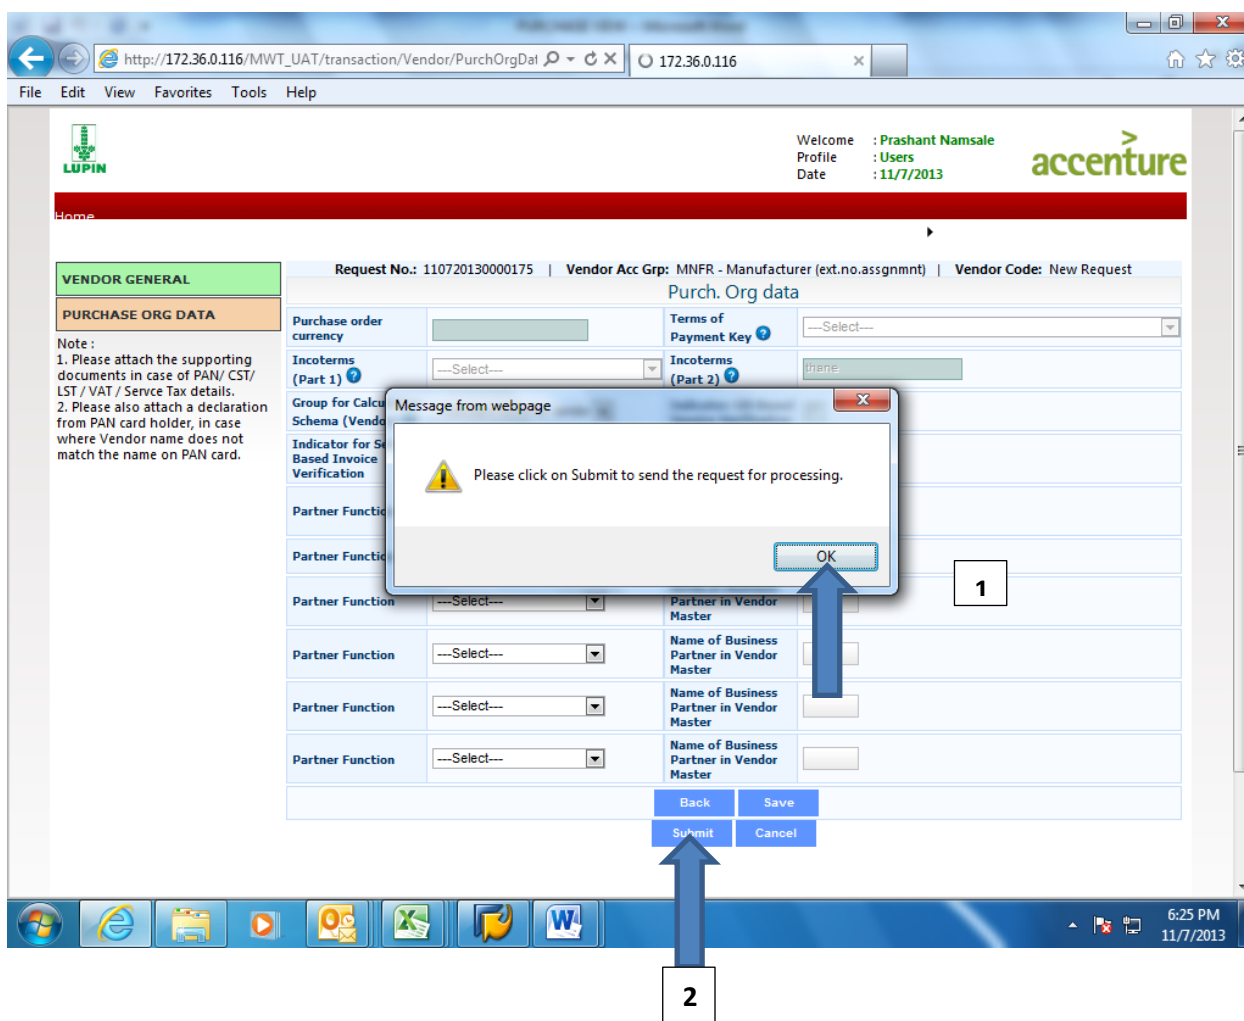 http://172.36.0.116/MWT_UAT/transaction/Vendor/PurchOrgDat
172.36.0.116
File Edit View Favorites Tools Help
LUPIN
Welcome : Prashant Namsale
Profile : Users
Date : 11/7/2013
accenture
Home
VENDOR GENERAL
PURCHASE ORG DATA
Note :
1. Please attach the supporting
documents in case of PAN/ CST/
LST / VAT / Servce Tax details.
2. Please also attach a declaration
from PAN card holder, in case
where Vendor name does not
match the name on PAN card.
Request No.: 110720130000175 | Vendor Acc Grp: MNFR - Manufacturer (ext.no.assgnmnt) | Vendor Code: New Request
Purch. Org data
Purchase order
currency
Terms of
Payment Key ?
---Select---
Incoterms
(Part 1) ?
---Select---
Incoterms
(Part 2) ?
thane
Group for Calcu
Schema (Vendo
Indicator for Se
Based Invoice
Verification
Partner Functio
Partner Functio
Message from webpage
Please click on Submit to send the request for processing.
OK
1
Partner Function ---Select---
Partner in Vendor
Master
Partner Function ---Select---
Name of Business
Partner in Vendor
Master
Partner Function ---Select---
Name of Business
Partner in Vendor
Master
Partner Function ---Select---
Name of Business
Partner in Vendor
Master
Back Save
Submit Cancel
6:25 PM
11/7/2013
2